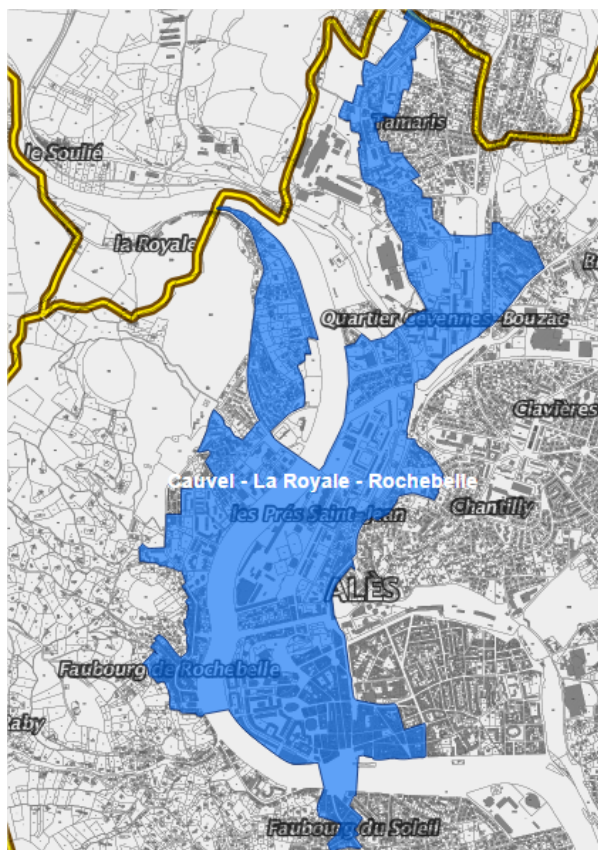 Tamaris
le Soulié
la Royale
Quartier Cévennes-Bouzac
Clavières
Cauvel - La Royale - Rochebelle
Chantilly
les Prés Saint-Jean
ALÈS
Faubourg de Rochebelle
Faubourg du Soleil